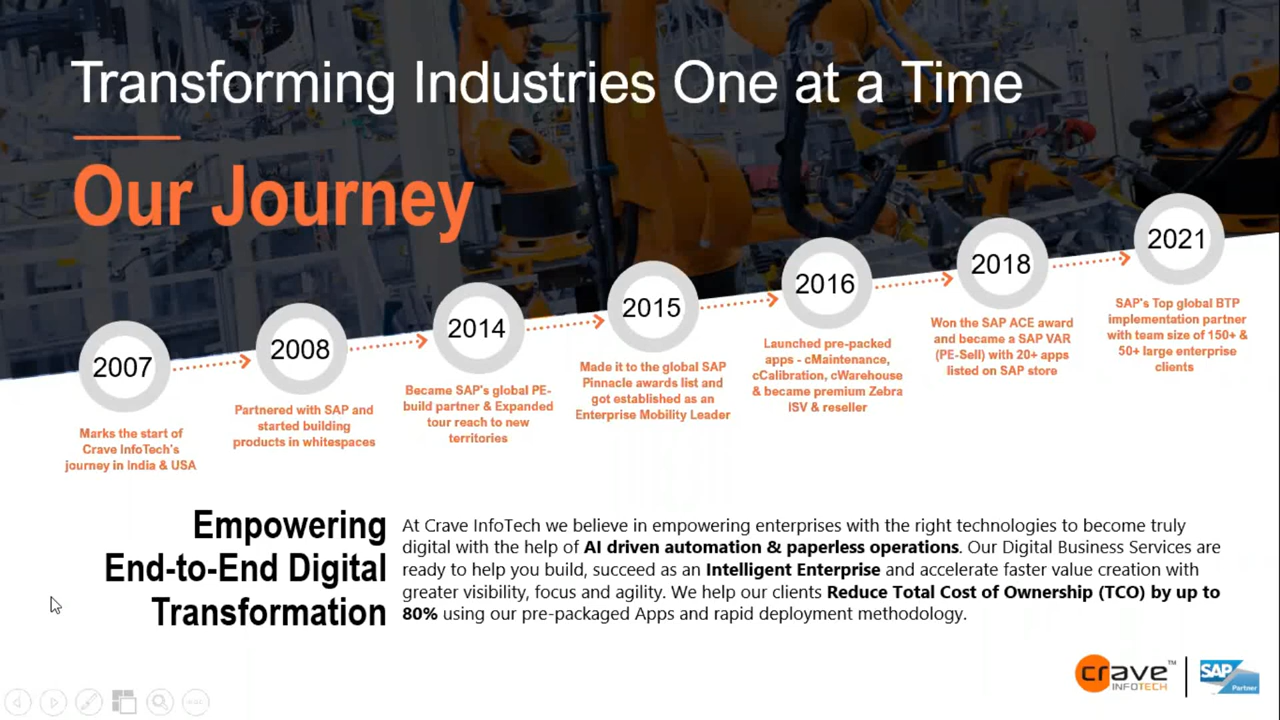 Transforming Industries One at a Time
Our Journey
2007
Marks the start of
Crave InfoTech's
journey in India & USA
2008
Partnered with SAP and
started building
products in whitespaces
2014
Became SAP's global PE-
build partner & Expanded
tour reach to new
territories
2015
Made it to the global SAP
Pinnacle awards list and
got established as an
Enterprise Mobility Leader
2016
Launched pre-packed
apps - cMaintenance,
cCalibration, cWarehouse
& became premium Zebra
ISV & reseller
2018
Won the SAP ACE award
and became a SAP VAR
(PE-Sell) with 20+ apps
listed on SAP store
2021
SAP's Top global BTP
implementation partner
with team size of 150+ &
50+ large enterprise
clients
Empowering
End-to-End Digital
Transformation
At Crave InfoTech we believe in empowering enterprises with the right technologies to become truly
digital with the help of AI driven automation & paperless operations. Our Digital Business Services are
ready to help you build, succeed as an Intelligent Enterprise and accelerate faster value creation with
greater visibility, focus and agility. We help our clients Reduce Total Cost of Ownership (TCO) by up to
80% using our pre-packaged Apps and rapid deployment methodology.
crave™
INFOTECH
SAP
Partner